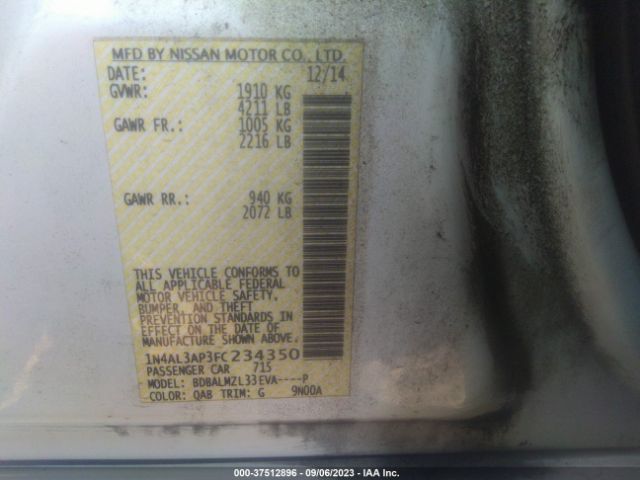 MFD BY NISSAN MOTOR CO., LTD.
DATE: 12/14
GVWR: 1910 KG
4211 LB
GAWR FR.: 1005 KG
2216 LB
GAWR RR.: 940 KG
2072 LB
THIS VEHICLE CONFORMS TO
ALL APPLICABLE FEDERAL
MOTOR VEHICLE SAFETY,
BUMPER, AND THEFT
PREVENTION STANDARDS IN
EFFECT ON THE DATE OF
MANUFACTURE SHOWN ABOVE.
1N4AL3AP3FC234350
PASSENGER CAR 715
MODEL: BDBALMZL33EVA----P
COLOR: QAB TRIM: G 9N00A
000-37512896 - 09/06/2023 - IAA Inc.